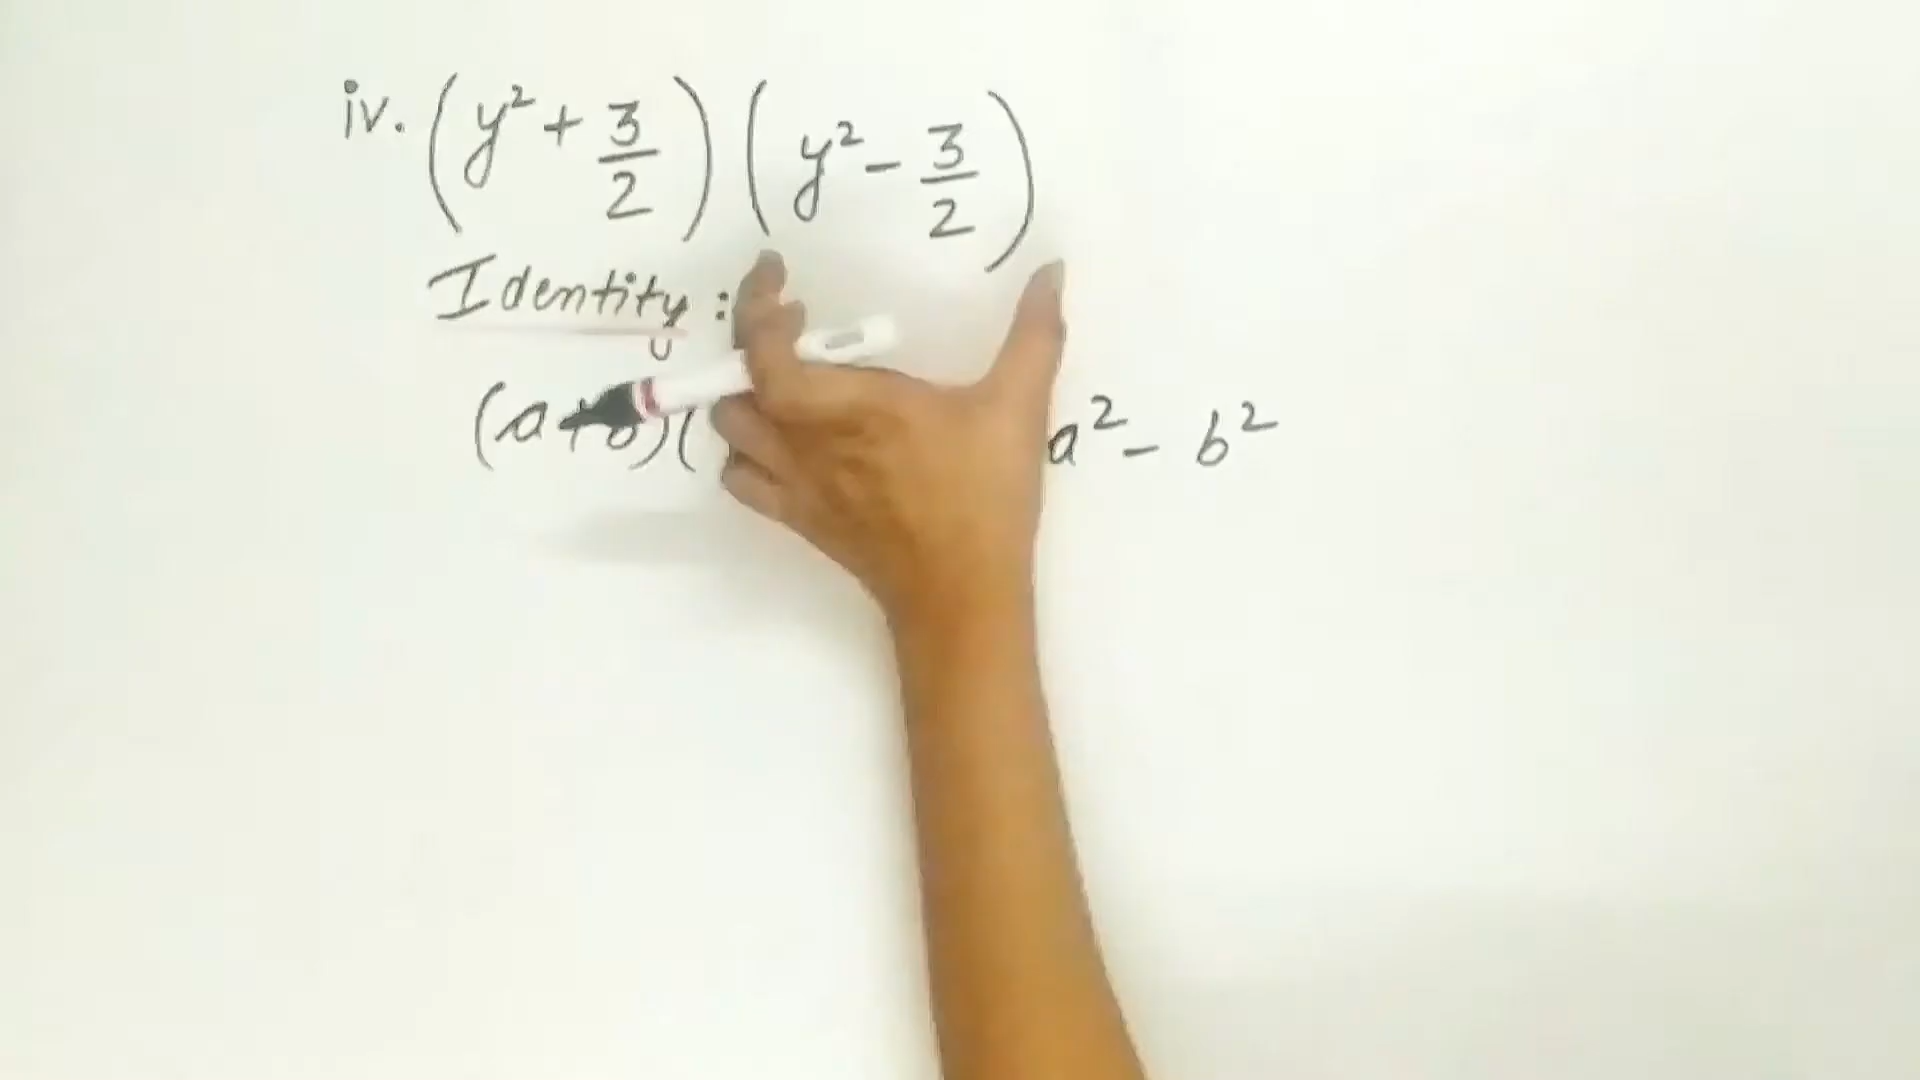 iv. (y² + 3/2) (y² - 3/2)
Identity :
(a+b)( a² - b²